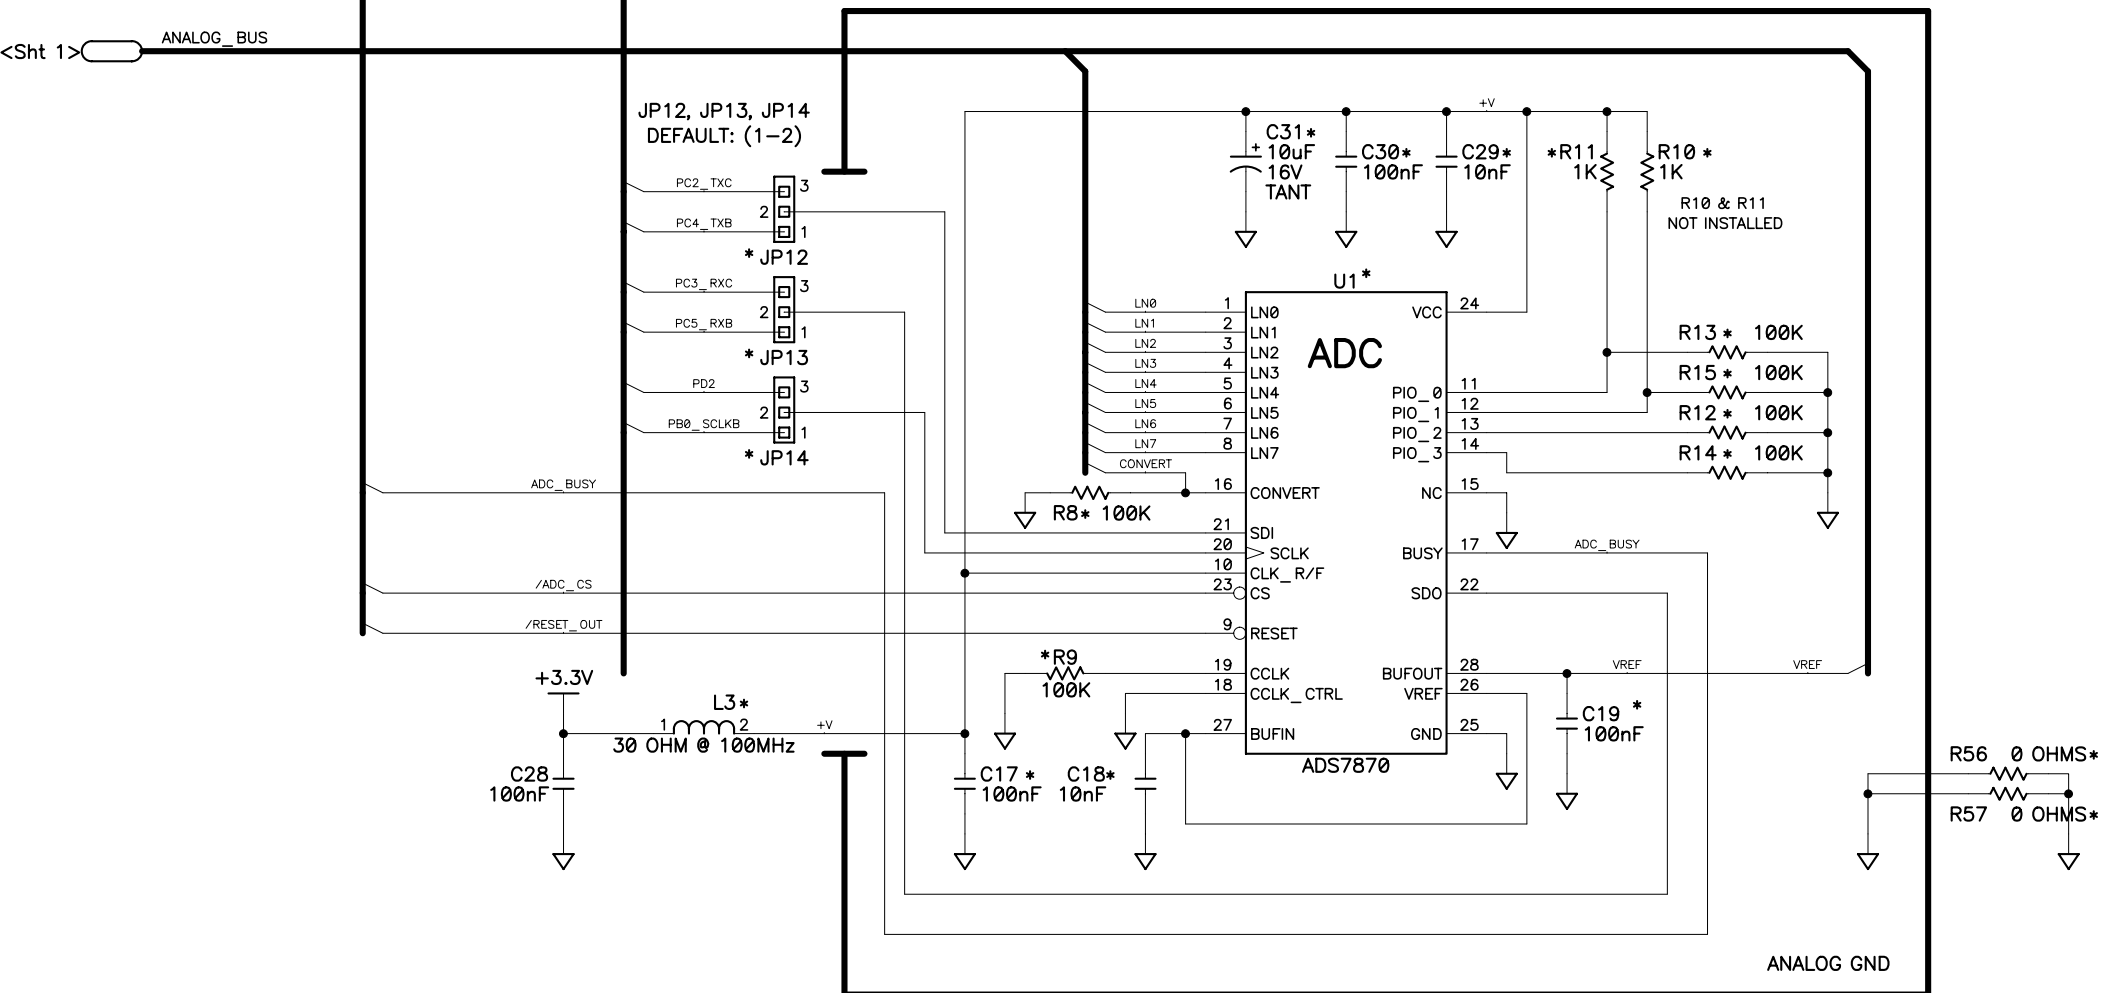 <Sht 1>
ANALOG_BUS
JP12, JP13, JP14
DEFAULT: (1-2)
PC2_TXC
3
2
PC4_TXB
1
* JP12
PC3_RXC
3
2
PC5_RXB
1
* JP13
PD2
3
2
PB0_SCLKB
1
* JP14
ADC_BUSY
/ADC_CS
/RESET_OUT
+3.3V
L3*
1
2
30 OHM @ 100MHz
+V
C28
100nF
C17 *
100nF
C18*
10nF
+V
C31*
+
10uF
16V
TANT
C30*
100nF
C29*
10nF
*R11
1K
R10 *
1K
R10 & R11
NOT INSTALLED
U1*
ADC
LN0 1 LN0
LN1 2 LN1
LN2 3 LN2
LN3 4 LN3
LN4 5 LN4
LN5 6 LN5
LN6 7 LN6
LN7 8 LN7
CONVERT
16 CONVERT
R8* 100K
21 SDI
20 SCLK
10 CLK_R/F
23 CS
9 RESET
*R9
100K
19 CCLK
18 CCLK_CTRL
27 BUFIN
VCC 24
PIO_0 11
PIO_1 12
PIO_2 13
PIO_3 14
NC 15
BUSY 17 ADC_BUSY
SDO 22
BUFOUT 28 VREF VREF
VREF 26
GND 25
ADS7870
R13* 100K
R15* 100K
R12* 100K
R14* 100K
C19 *
100nF
R56 0 OHMS*
R57 0 OHMS*
ANALOG GND